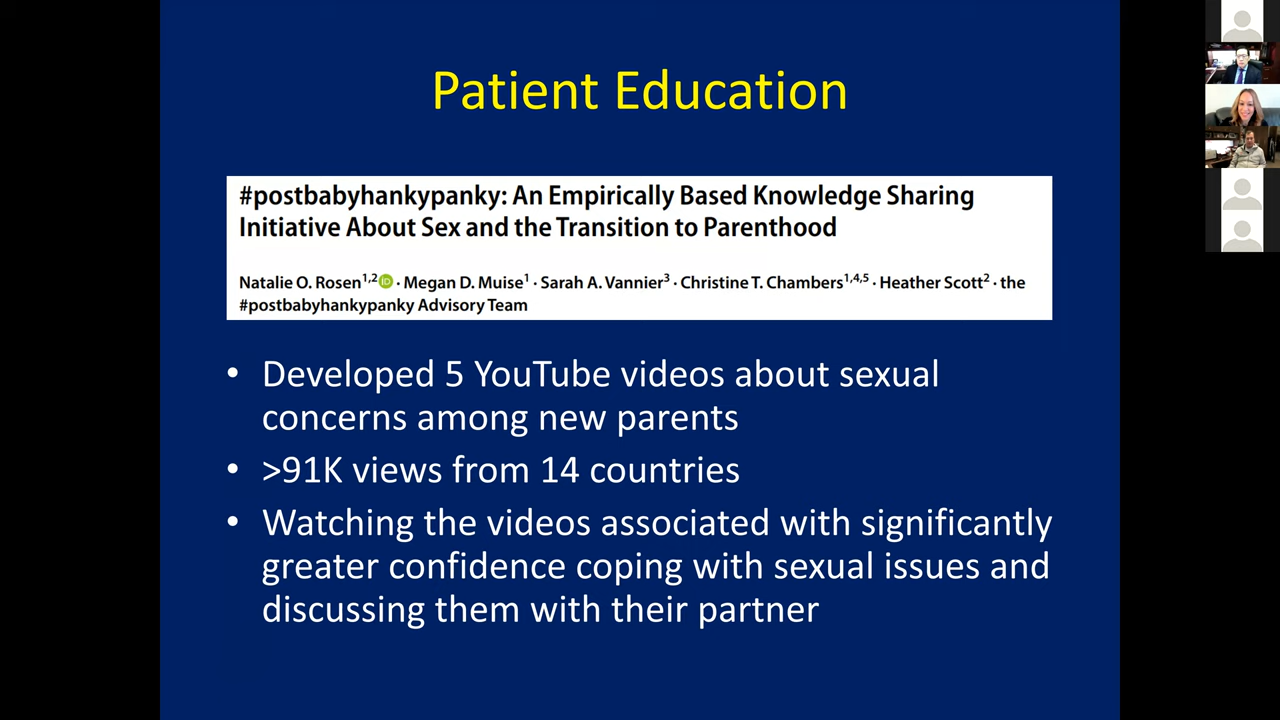 Patient Education
#postbabyhankypanky: An Empirically Based Knowledge Sharing
Initiative About Sex and the Transition to Parenthood
Natalie O. Rosen1,2 iD · Megan D. Muise1 · Sarah A. Vannier3 · Christine T. Chambers1,4,5 · Heather Scott2 · the
#postbabyhankypanky Advisory Team
• Developed 5 YouTube videos about sexual
concerns among new parents
• >91K views from 14 countries
• Watching the videos associated with significantly
greater confidence coping with sexual issues and
discussing them with their partner